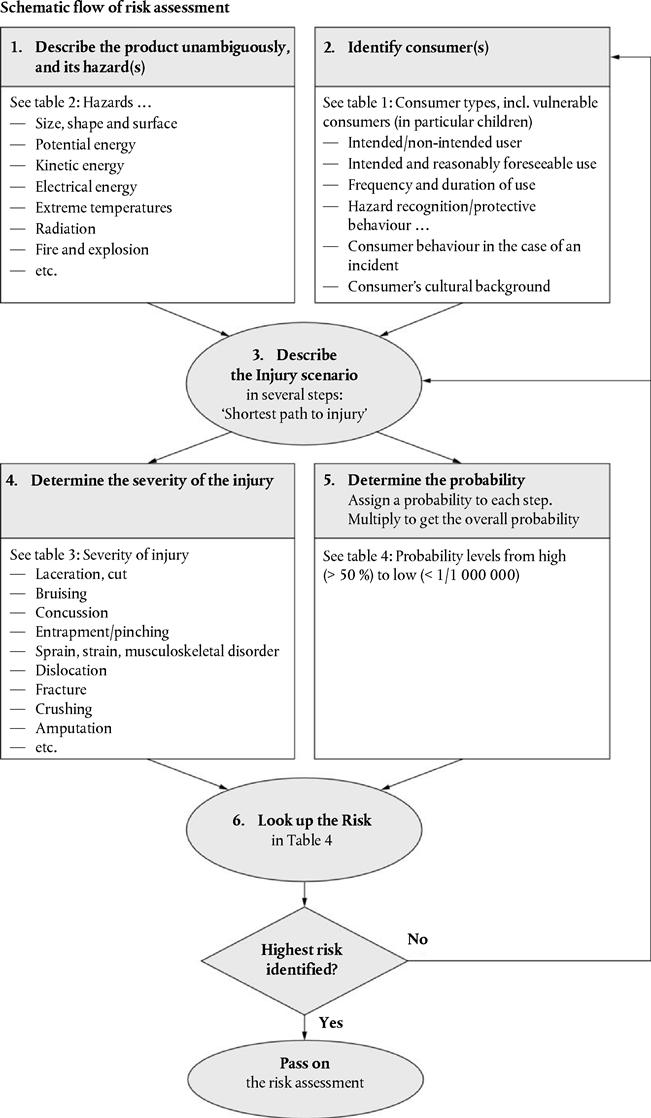 Schematic flow of risk assessment
1. Describe the product unambiguously,
and its hazard(s)
See table 2: Hazards …
— Size, shape and surface
— Potential energy
— Kinetic energy
— Electrical energy
— Extreme temperatures
— Radiation
— Fire and explosion
— etc.
2. Identify consumer(s)
See table 1: Consumer types, incl. vulnerable
consumers (in particular children)
— Intended/non-intended user
— Intended and reasonably foreseeable use
— Frequency and duration of use
— Hazard recognition/protective
behaviour …
— Consumer behaviour in the case of an
incident
— Consumer’s cultural background
3. Describe
the Injury scenario
in several steps:
‘Shortest path to injury’
4. Determine the severity of the injury
See table 3: Severity of injury
— Laceration, cut
— Bruising
— Concussion
— Entrapment/pinching
— Sprain, strain, musculoskeletal disorder
— Dislocation
— Fracture
— Crushing
— Amputation
— etc.
5. Determine the probability
Assign a probability to each step.
Multiply to get the overall probability
See table 4: Probability levels from high
(> 50 %) to low (< 1/1 000 000)
6. Look up the Risk
in Table 4
Highest risk
identified?
No
Yes
Pass on
the risk assessment